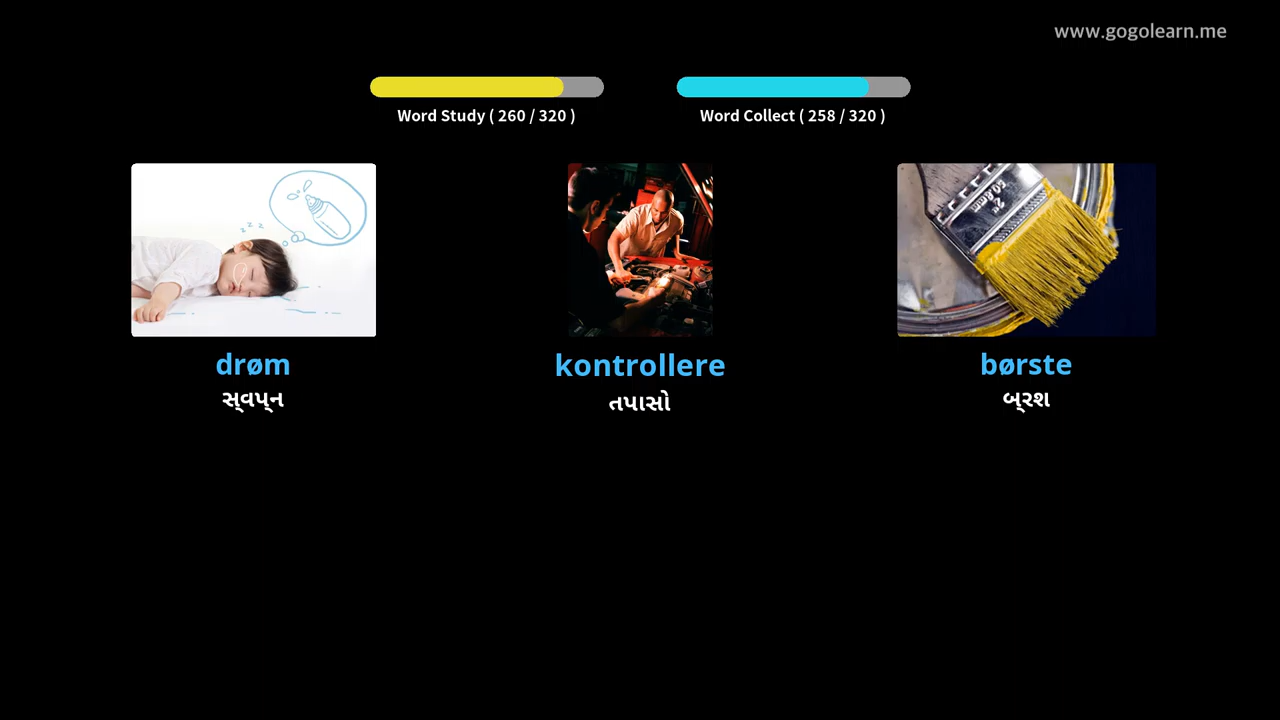 www.gogolearn.me
Word Study ( 260 / 320 )
Word Collect ( 258 / 320 )
drøm
kontrollere
børste
સ્વપ્ન
તપાસો
બ્રશ